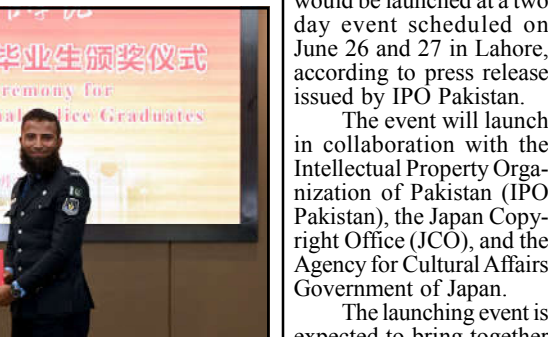 毕业生颁奖仪式
remony for
ice Graduates
would be launched at a two
day event scheduled on
June 26 and 27 in Lahore,
according to press release
issued by IPO Pakistan.
The event will launch
in collaboration with the
Intellectual Property Orga-
nization of Pakistan (IPO
Pakistan), the Japan Copy-
right Office (JCO), and the
Agency for Cultural Affairs
Government of Japan.
The launching event is
expected to bring together